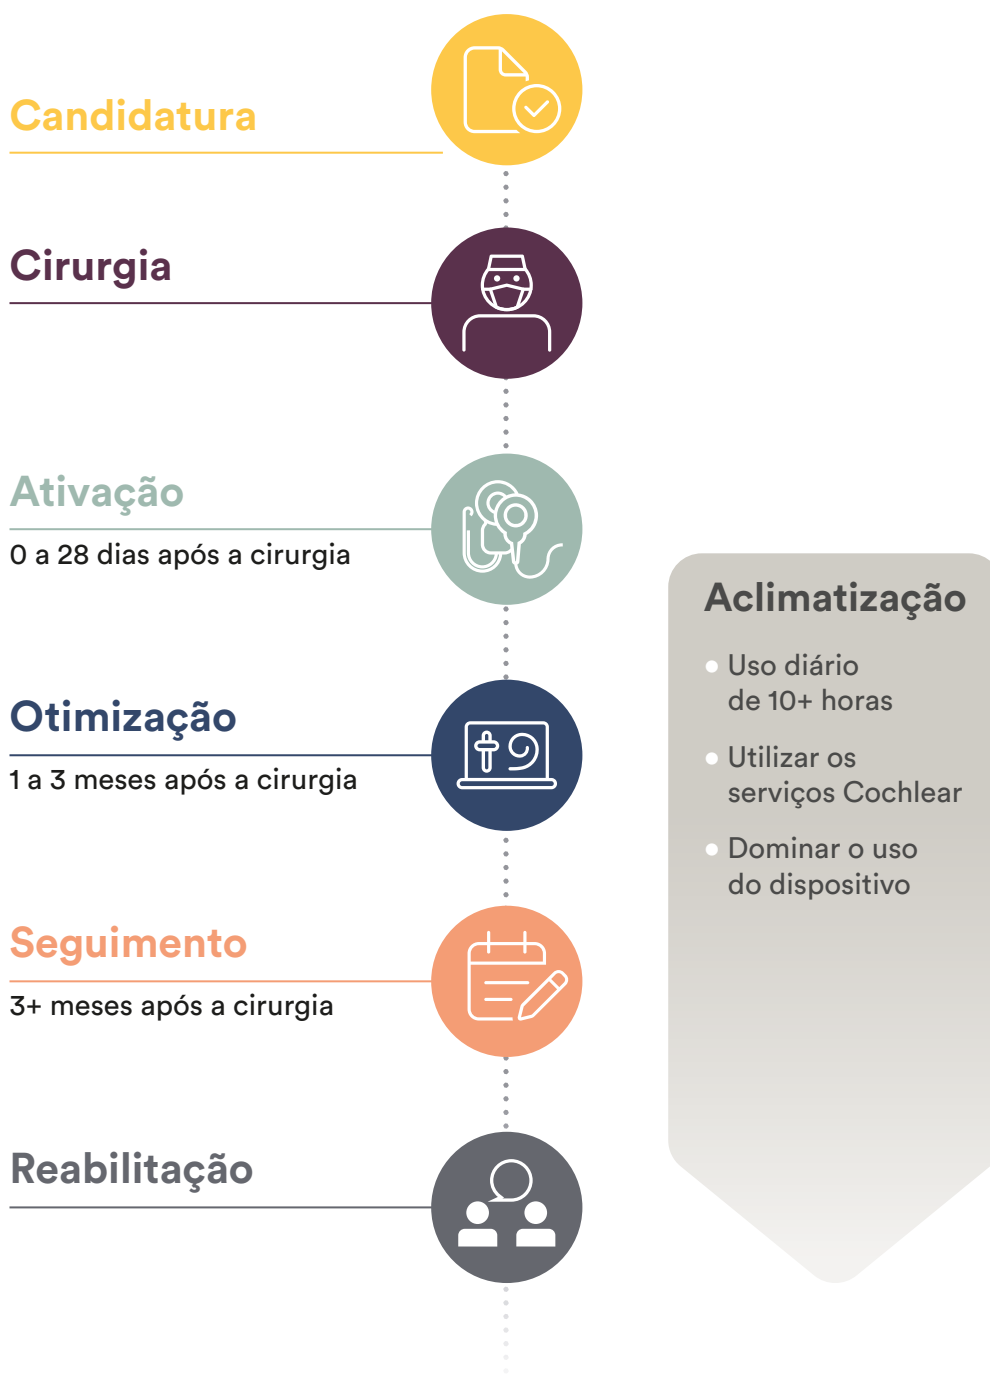 Candidatura
Cirurgia
Ativação
0 a 28 dias após a cirurgia
Otimização
1 a 3 meses após a cirurgia
Seguimento
3+ meses após a cirurgia
Reabilitação
Aclimatização
• Uso diário
de 10+ horas
• Utilizar os
serviços Cochlear
• Dominar o uso
do dispositivo